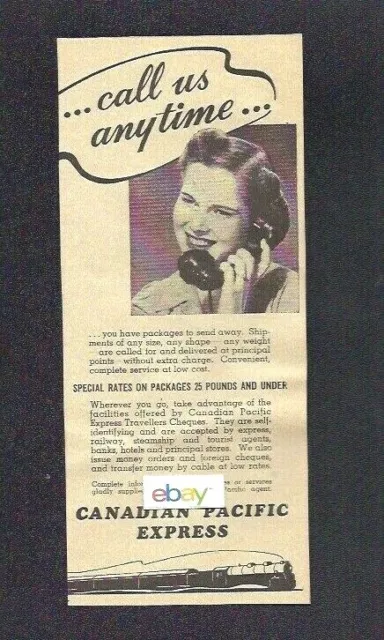 ...call us
anytime...
... you have packages to send away. Ship-
ments of any size, any shape any weight
are called for and delivered at principal
points without extra charge. Convenient,
complete service at low cost.
SPECIAL RATES ON PACKAGES 25 POUNDS AND UNDER
Wherever you go, take advantage of the
facilities offered by Canadian Pacific
Express Travellers Cheques. They are self-
identifying and are accepted by express,
railway, steamship and tourist agents,
banks, hotels and principal stores. We also
issue money orders and foreign cheques,
and transfer money by cable at low rates.
Complete or services
gladly agent.
ebay
CANADIAN PACIFIC
EXPRESS